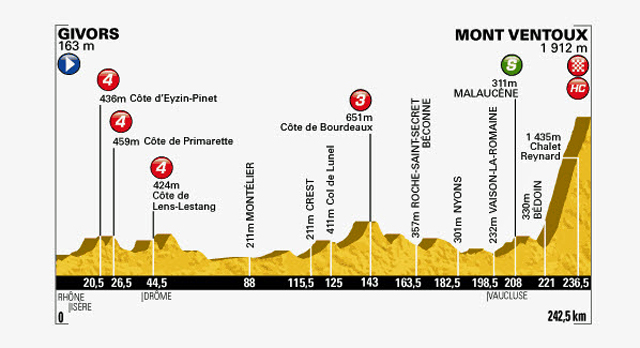 GIVORS
163 m
MONT VENTOUX
1 912 m
4
436m Côte d'Eyzin-Pinet
4
459m Côte de Primarette
4
424m
Côte de
Lens-Lestang
211m MONTÉLIER
211m CREST
411m Col de Lunel
3
651m
Côte de Bourdeaux
357m ROCHE-SAINT-SECRET
BÉCONNE
301m NYONS
232m VAISON-LA-ROMAINE
S
311m
MALAUCÈNE
330m
BÉDOIN
1 435m
Chalet
Reynard
HC
20,5 26,5 44,5 88 115,5 125 143 163,5 182,5 198,5 208 221 236,5
RHÔNE
ISÈRE
DRÔME
VAUCLUSE
0
242,5 km